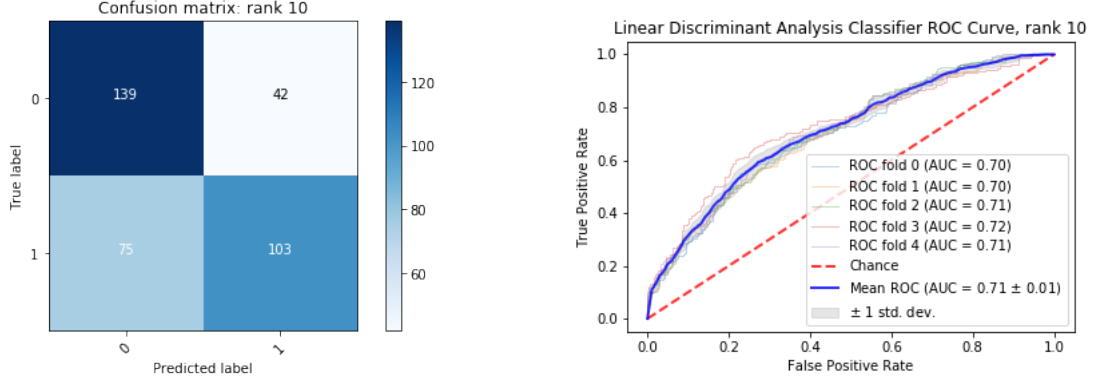 Confusion matrix: rank 10
0
139
42
1
75
103
True label
0
1
Predicted label
120
100
80
60
Linear Discriminant Analysis Classifier ROC Curve, rank 10
1.0
0.8
0.6
0.4
0.2
0.0
True Positive Rate
ROC fold 0 (AUC = 0.70)
ROC fold 1 (AUC = 0.70)
ROC fold 2 (AUC = 0.71)
ROC fold 3 (AUC = 0.72)
ROC fold 4 (AUC = 0.71)
Chance
Mean ROC (AUC = 0.71 ± 0.01)
± 1 std. dev.
0.0
0.2
0.4
0.6
0.8
1.0
False Positive Rate